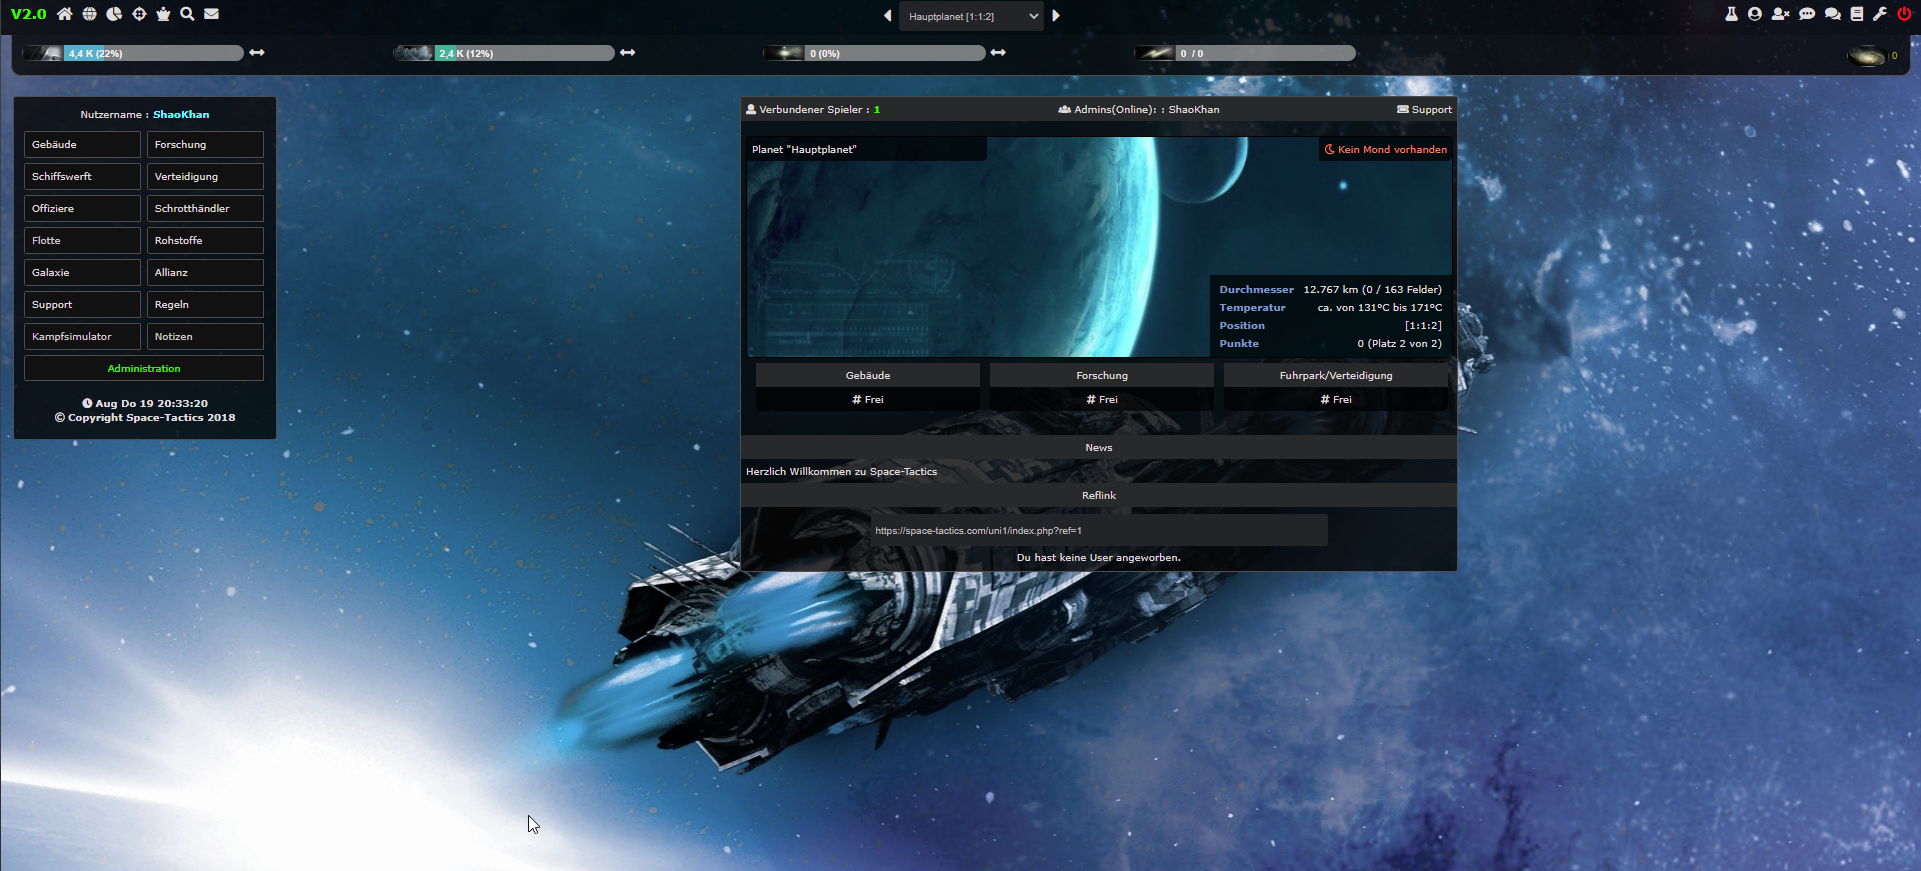 V2.0
Hauptplanet [1:1:2]
4,4 K (22%)
2,4 K (12%)
0 (0%)
0 / 0
0
Nutzername : ShaoKhan
Gebäude
Forschung
Schiffswerft
Verteidigung
Offiziere
Schrotthändler
Flotte
Rohstoffe
Galaxie
Allianz
Support
Regeln
Kampfsimulator
Notizen
Administration
Aug Do 19 20:33:20
© Copyright Space-Tactics 2018
Verbundener Spieler : 1
Admins(Online): : ShaoKhan
Support
Planet "Hauptplanet"
Kein Mond vorhanden
Durchmesser 12.767 km (0 / 163 Felder)
Temperatur ca. von 131ºC bis 171ºC
Position [1:1:2]
Punkte 0 (Platz 2 von 2)
Gebäude
Forschung
Fuhrpark/Verteidigung
# Frei
# Frei
# Frei
News
Herzlich Willkommen zu Space-Tactics
Reflink
https://space-tactics.com/uni1/index.php?ref=1
Du hast keine User angeworben.